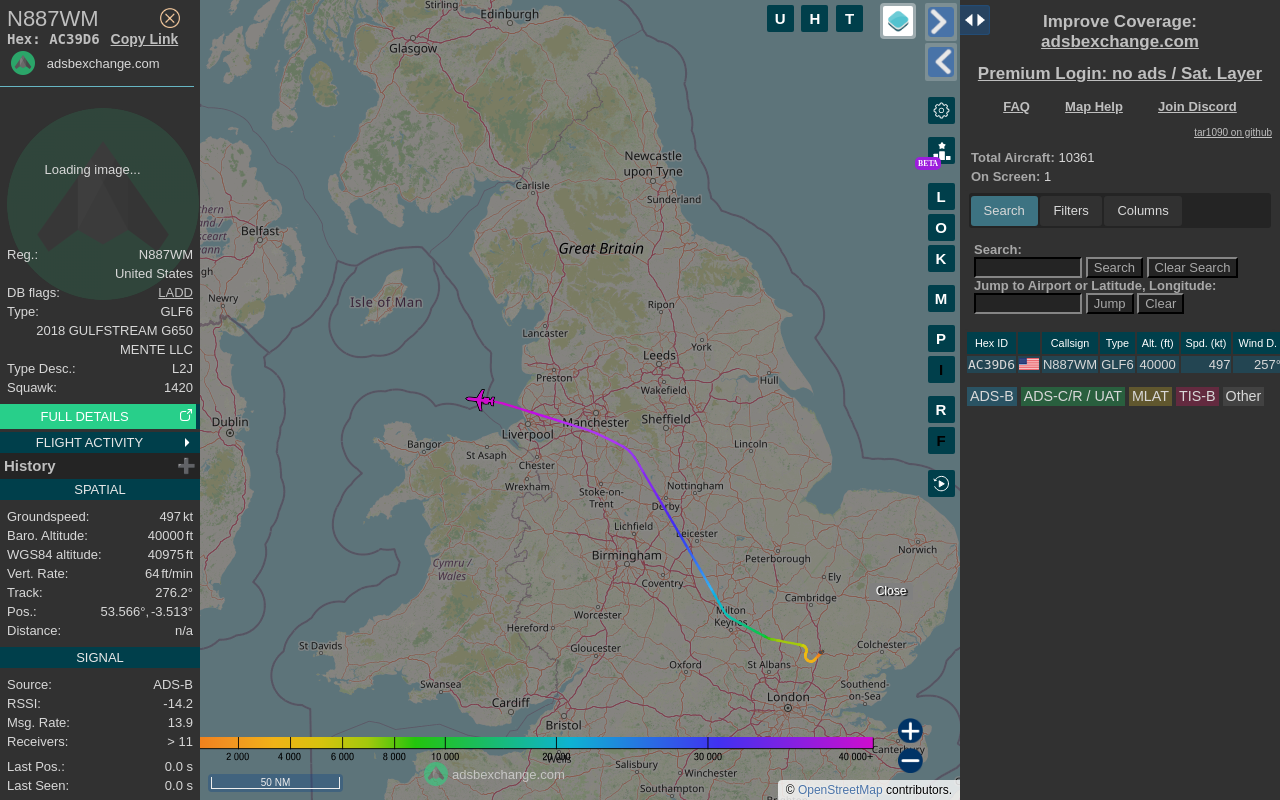 N887WM
Hex: AC39D6 Copy Link
adsbexchange.com
Loading image...
Reg.: N887WM
United States
DB flags: LADD
Type: GLF6
2018 GULFSTREAM G650
MENTE LLC
Type Desc.: L2J
Squawk: 1420
FULL DETAILS
FLIGHT ACTIVITY
History
SPATIAL
Groundspeed: 497 kt
Baro. Altitude: 40000 ft
WGS84 altitude: 40975 ft
Vert. Rate: 64 ft/min
Track: 276.2°
Pos.: 53.566°, -3.513°
Distance: n/a
SIGNAL
Source: ADS-B
RSSI: -14.2
Msg. Rate: 13.9
Receivers: > 11
Last Pos.: 0.0 s
Last Seen: 0.0 s
Stirling
Edinburgh
Glasgow
Newcastle
upon Tyne
Carlisle
Sunderland
Belfast
Great Britain
Newry
Isle of Man
Ripon
Lancaster
York
Leeds
Preston
Wakefield
Hull
Dublin
Liverpool
Manchester
Sheffield
Bangor
St Asaph
Chester
Lincoln
Wrexham
Stoke-on-
Trent
Nottingham
Derby
Lichfield
Leicester
Norwich
Birmingham
Peterborough
Cymru /
Wales
Coventry
Ely
Cambridge
Close
Worcester
Milton
Keynes
Hereford
St Davids
Gloucester
Colchester
Oxford
St Albans
Swansea
Southend-
on-Sea
Cardiff
London
Bristol
Canterbury
Wells
Salisbury
Winchester
Southampton
2 000 4 000 6 000 8 000 10 000 20 000 30 000 40 000+
50 NM
adsbexchange.com
© OpenStreetMap contributors.
U H T
BETA
L
O
K
M
P
I
R
F
Improve Coverage:
adsbexchange.com
Premium Login: no ads / Sat. Layer
FAQ Map Help Join Discord
tar1090 on github
Total Aircraft: 10361
On Screen: 1
Search Filters Columns
Search:
Search Clear Search
Jump to Airport or Latitude, Longitude:
Jump Clear
Hex ID Callsign Type Alt. (ft) Spd. (kt) Wind D.
AC39D6 N887WM GLF6 40000 497 257°
ADS-B ADS-C/R / UAT MLAT TIS-B Other